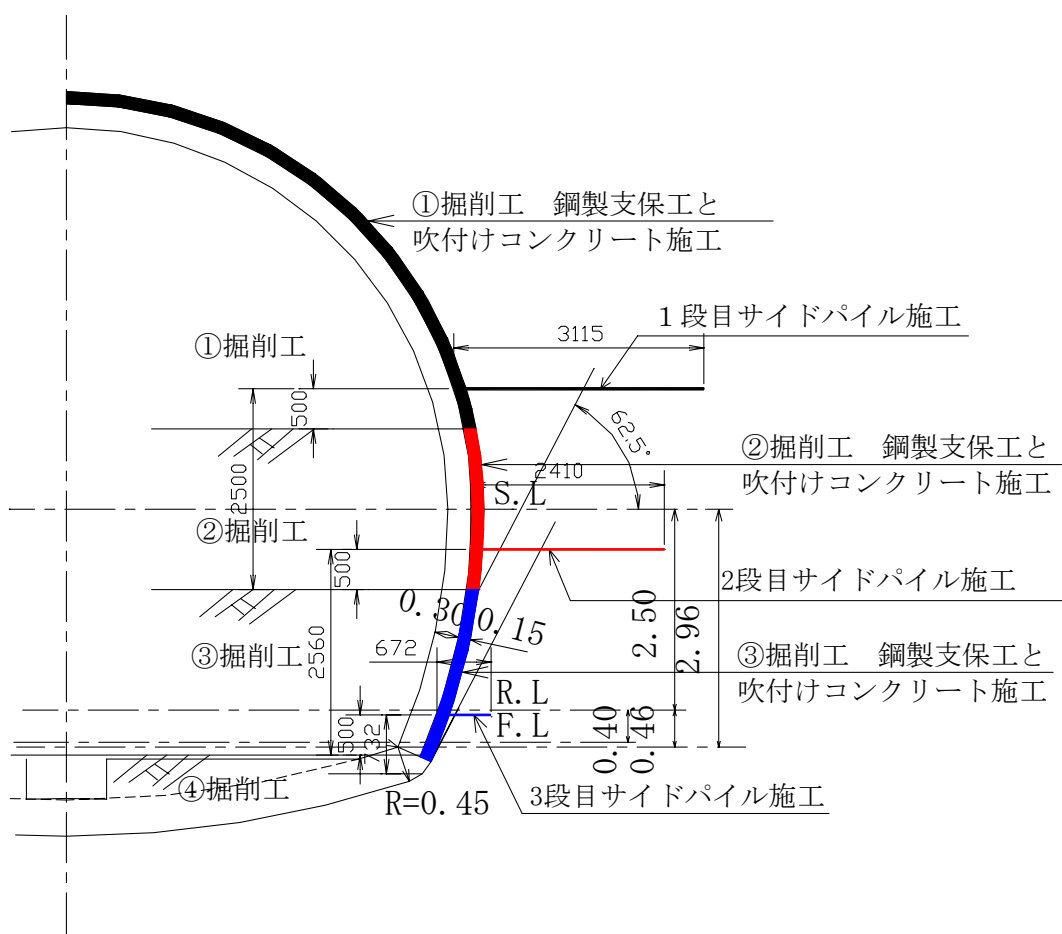 ①掘削工　鋼製支保工と
吹付けコンクリート施工
１段目サイドパイル施工
3115
①掘削工
500
62.5°
②掘削工　鋼製支保工と
吹付けコンクリート施工
2410
S.L
2500
②掘削工
500
2段目サイドパイル施工
0.30
0.15
2.50
2.96
672
③掘削工
2560
③掘削工　鋼製支保工と
吹付けコンクリート施工
R.L
F.L
500
732
0.40
0.46
④掘削工
R=0.45
3段目サイドパイル施工